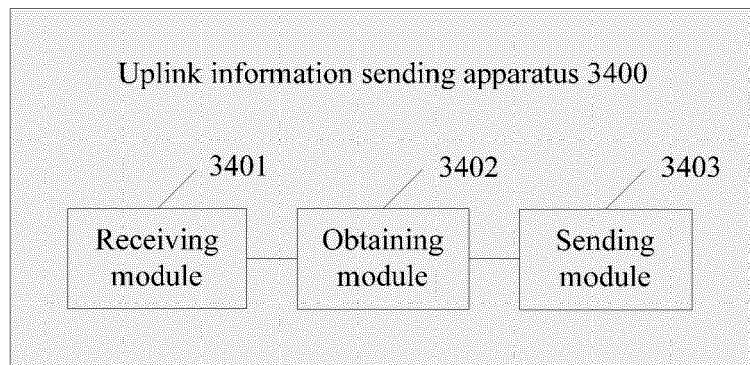 Uplink information sending apparatus 3400
3401
3402
3403
Receiving
module
Obtaining
module
Sending
module